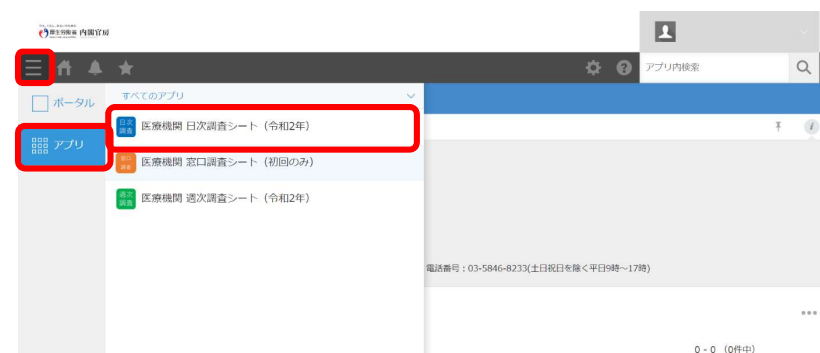 厚生労働省 内閣官房
アプリ内検索
ポータル
すべてのアプリ
日次
調査
医療機関 日次調査シート（令和2年）
アプリ
窓口
調査
医療機関 窓口調査シート（初回のみ）
週次
調査
医療機関 週次調査シート（令和2年）
電話番号：03-5846-8233(土日祝日を除く平日9時～17時)
0 - 0 （0件中）